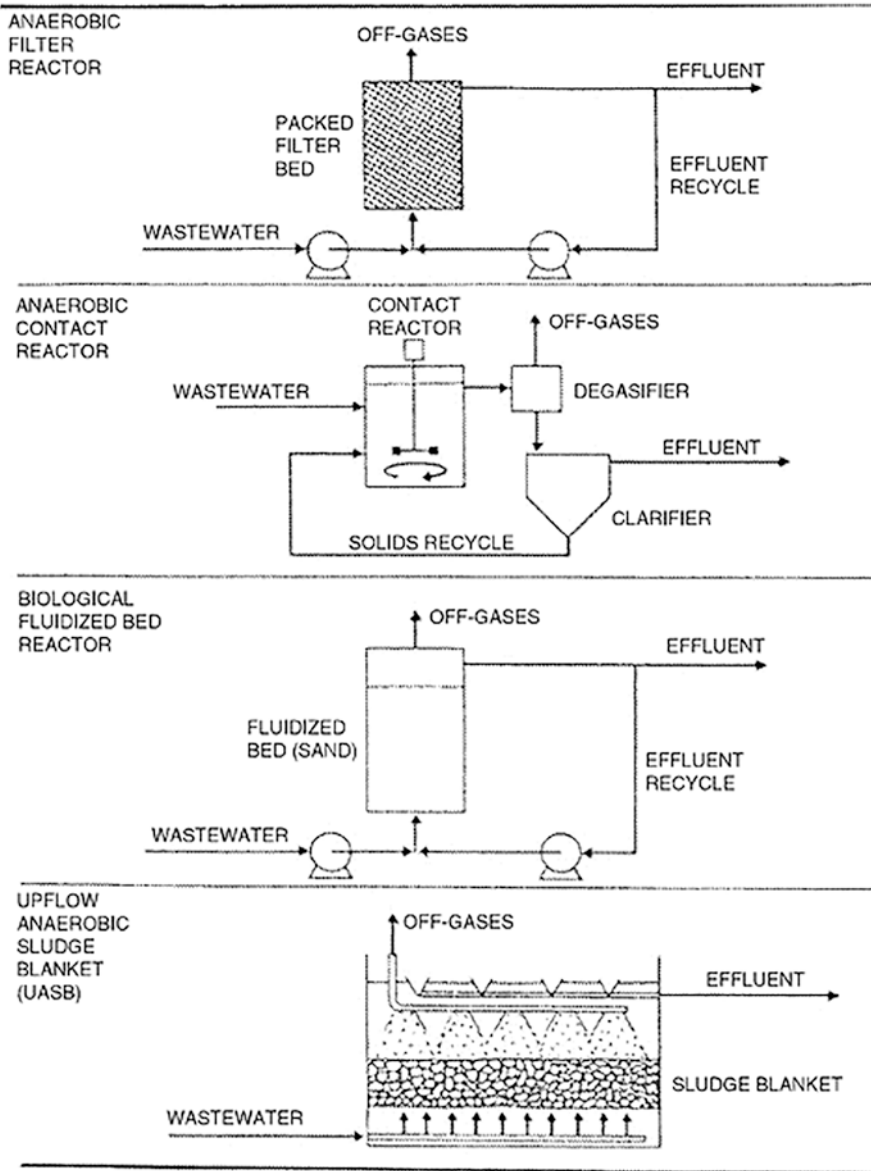 ANAEROBIC
FILTER
REACTOR
OFF-GASES
EFFLUENT
PACKED
FILTER
BED
EFFLUENT
RECYCLE
WASTEWATER
ANAEROBIC
CONTACT
REACTOR
CONTACT
REACTOR
OFF-GASES
WASTEWATER
DEGASIFIER
EFFLUENT
CLARIFIER
SOLIDS RECYCLE
BIOLOGICAL
FLUIDIZED BED
REACTOR
OFF-GASES
EFFLUENT
FLUIDIZED
BED (SAND)
EFFLUENT
RECYCLE
WASTEWATER
UPFLOW
ANAEROBIC
SLUDGE
BLANKET
(UASB)
OFF-GASES
EFFLUENT
SLUDGE BLANKET
WASTEWATER